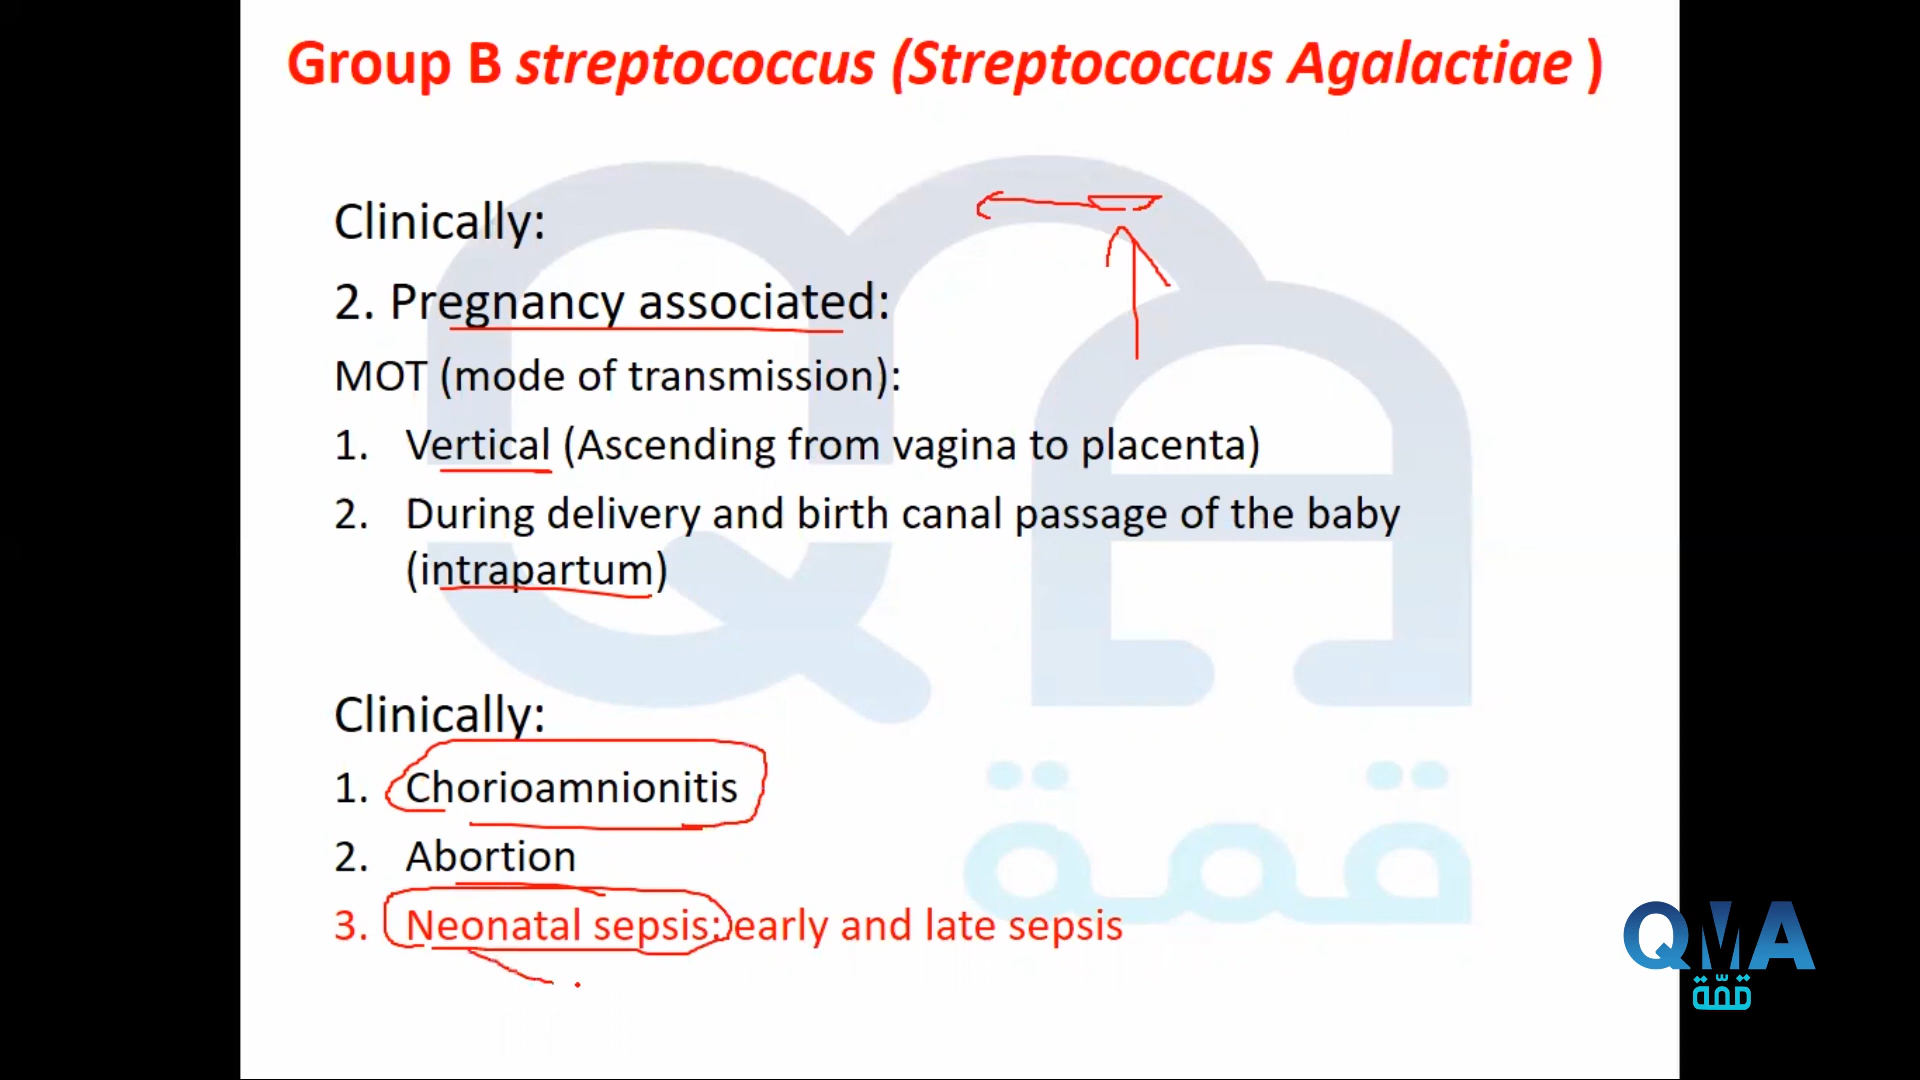 Group B streptococcus (Streptococcus Agalactiae )
Clinically:
2. Pregnancy associated:
MOT (mode of transmission):
1. Vertical (Ascending from vagina to placenta)
2. During delivery and birth canal passage of the baby
(intrapartum)
Clinically:
1. Chorioamnionitis
2. Abortion
3. Neonatal sepsis: early and late sepsis
قمة
QMA
قمّة